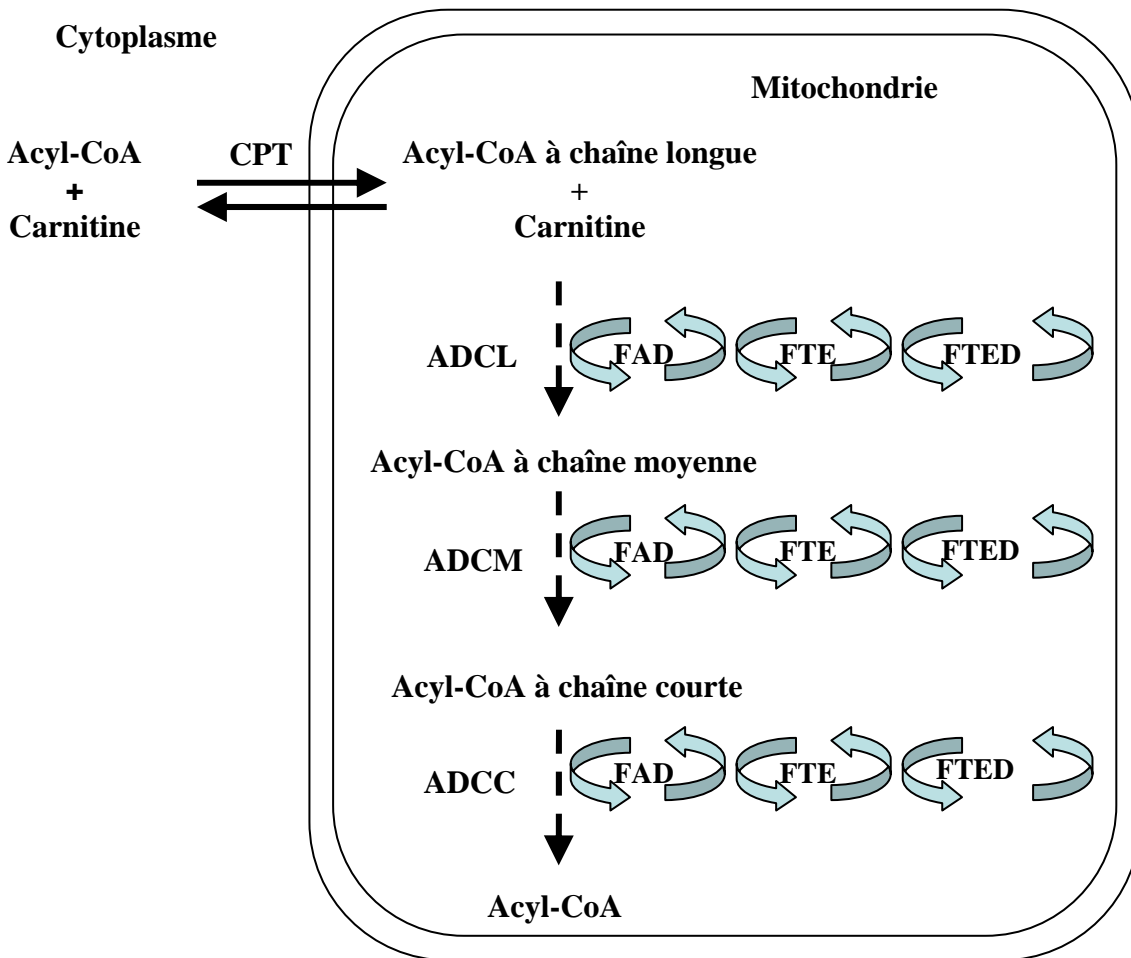 Cytoplasme
Mitochondrie
Acyl-CoA
+
Carnitine
CPT
Acyl-CoA à chaîne longue
+
Carnitine
ADCL
FAD
FTE
FTED
Acyl-CoA à chaîne moyenne
ADCM
FAD
FTE
FTED
Acyl-CoA à chaîne courte
ADCC
FAD
FTE
FTED
Acyl-CoA